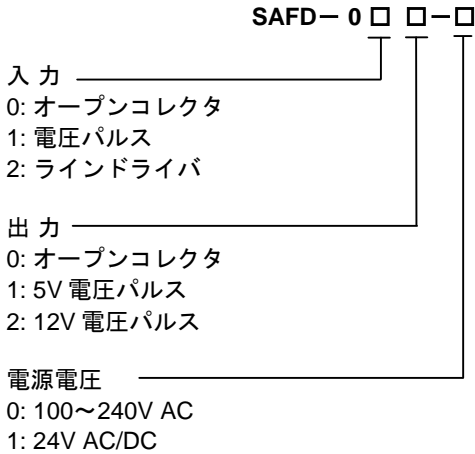 SAFD－0□ □－□
入 力
0: オープンコレクタ
1: 電圧パルス
2: ラインドライバ
出 力
0: オープンコレクタ
1: 5V 電圧パルス
2: 12V 電圧パルス
電源電圧
0: 100～240V AC
1: 24V AC/DC